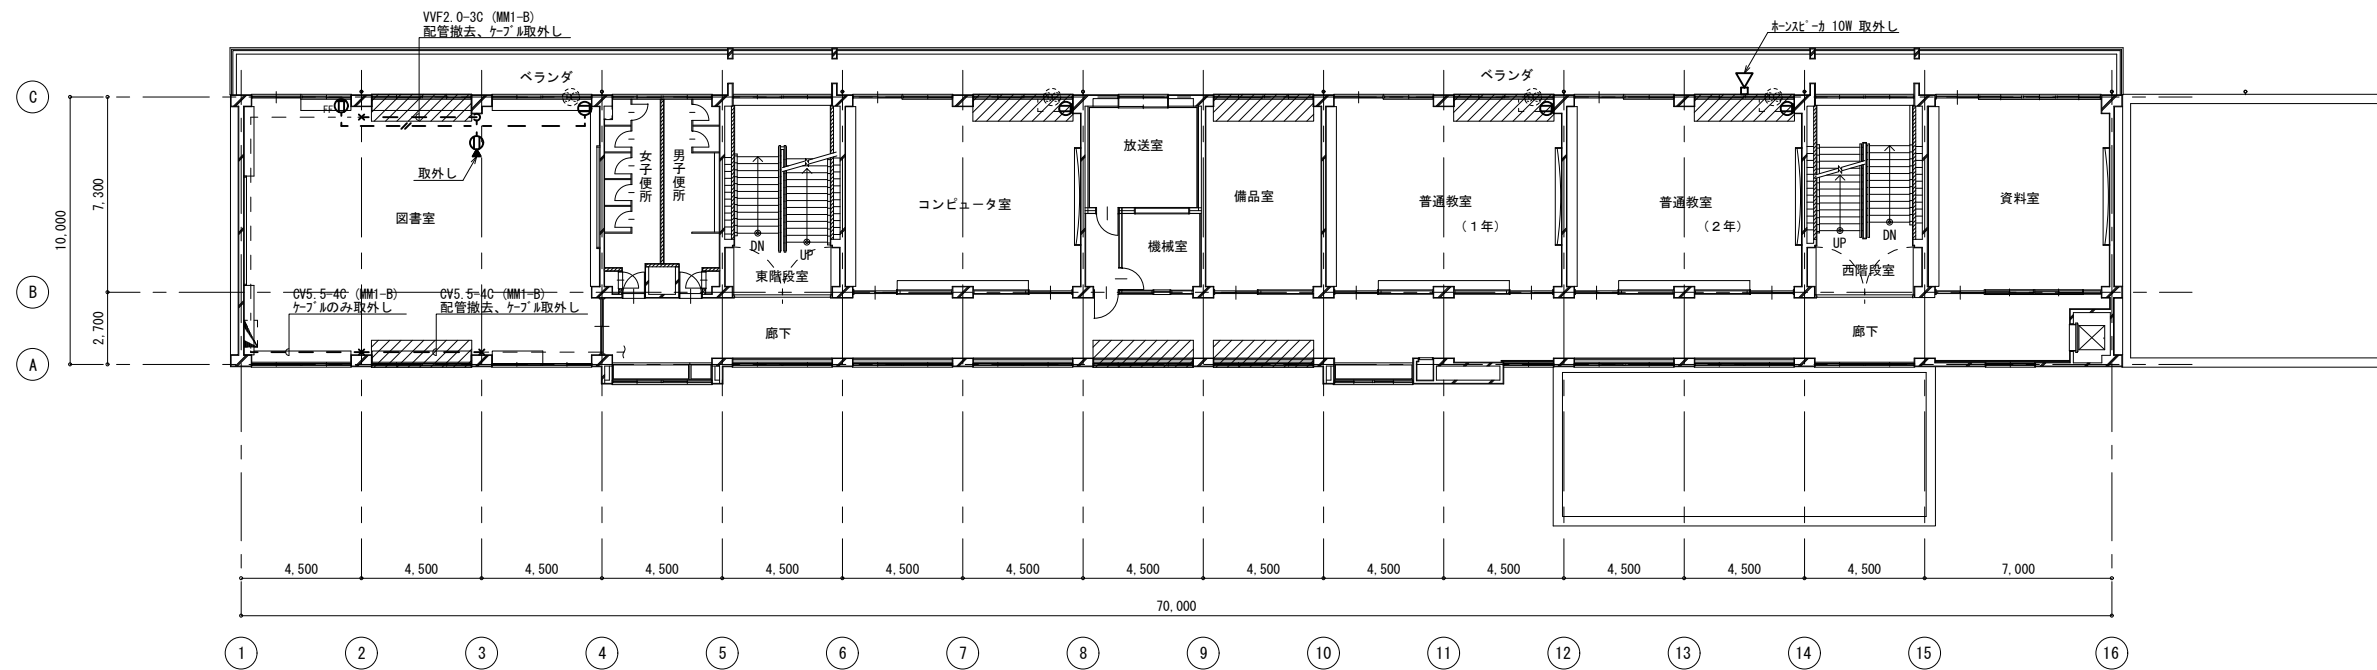 VVF2.0-3C (MM1-B)
配管撤去、ケーブル取外し
ホーンスピーカ 10W 取外し
ベランダ
ベランダ
C
FF
取外し
図書室
女子便所
男子便所
DN
UP
東階段室
コンピュータ室
放送室
機械室
備品室
普通教室
（１年）
普通教室
（２年）
UP
DN
西階段室
資料室
10,000
7,300
2,700
B
CV5.5-4C (MM1-B)
ケーブルのみ取外し
CV5.5-4C (MM1-B)
配管撤去、ケーブル取外し
廊下
廊下
A
4,500
4,500
4,500
4,500
4,500
4,500
4,500
4,500
4,500
4,500
4,500
4,500
4,500
4,500
7,000
70,000
1
2
3
4
5
6
7
8
9
10
11
12
13
14
15
16